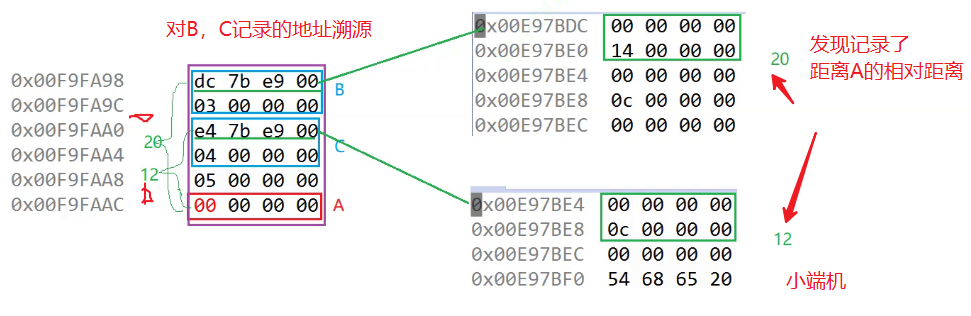 对B，C记录的地址溯源
0x00F9FA98 dc 7b e9 00 B
0x00F9FA9C 03 00 00 00
0x00F9FAA0 e4 7b e9 00 C
0x00F9FAA4 04 00 00 00
0x00F9FAA8 05 00 00 00
0x00F9FAAC 00 00 00 00 A
20
12
0x00E97BDC 00 00 00 00
0x00E97BE0 14 00 00 00
0x00E97BE4 00 00 00 00
0x00E97BE8 0c 00 00 00
0x00E97BEC 00 00 00 00
20
发现记录了
距离A的相对距离
0x00E97BE4 00 00 00 00
0x00E97BE8 0c 00 00 00
0x00E97BEC 00 00 00 00
0x00E97BF0 54 68 65 20
12
小端机